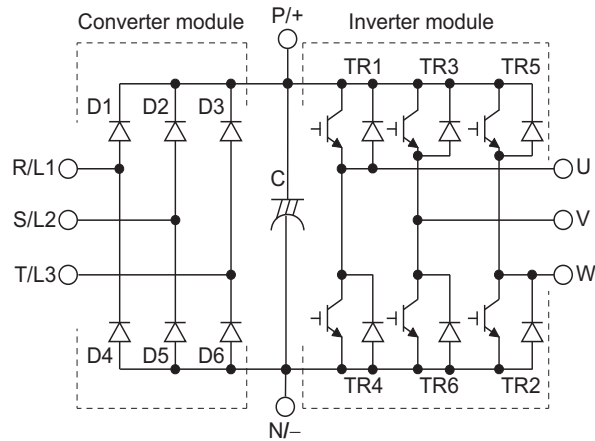 Converter module
P/+
Inverter module
TR1
TR3
TR5
D1
D2
D3
R/L1
C
U
S/L2
V
T/L3
W
D4
D5
D6
TR4
TR6
TR2
N/−